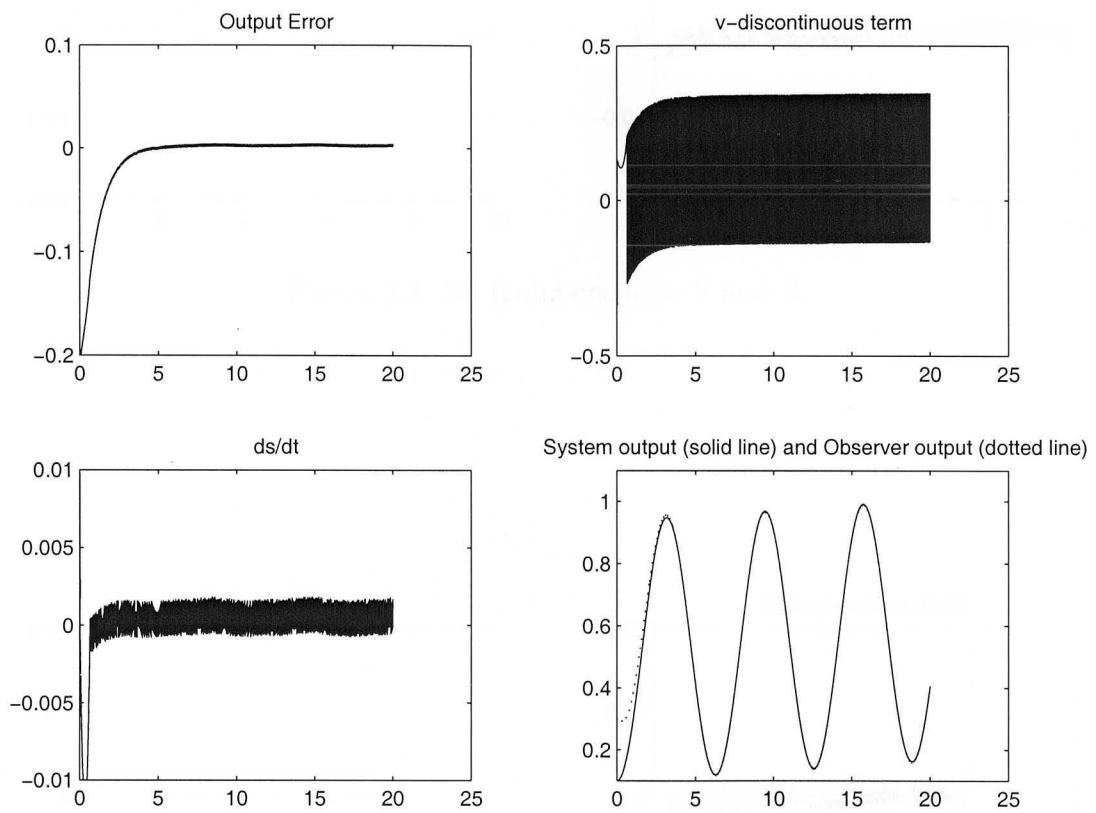 Output Error
0.1
0
−0.1
−0.2
0 5 10 15 20 25
v−discontinuous term
0.5
0
−0.5
0 5 10 15 20 25
ds/dt
0.01
0.005
0
−0.005
−0.01
0 5 10 15 20 25
System output (solid line) and Observer output (dotted line)
1
0.8
0.6
0.4
0.2
0 5 10 15 20 25